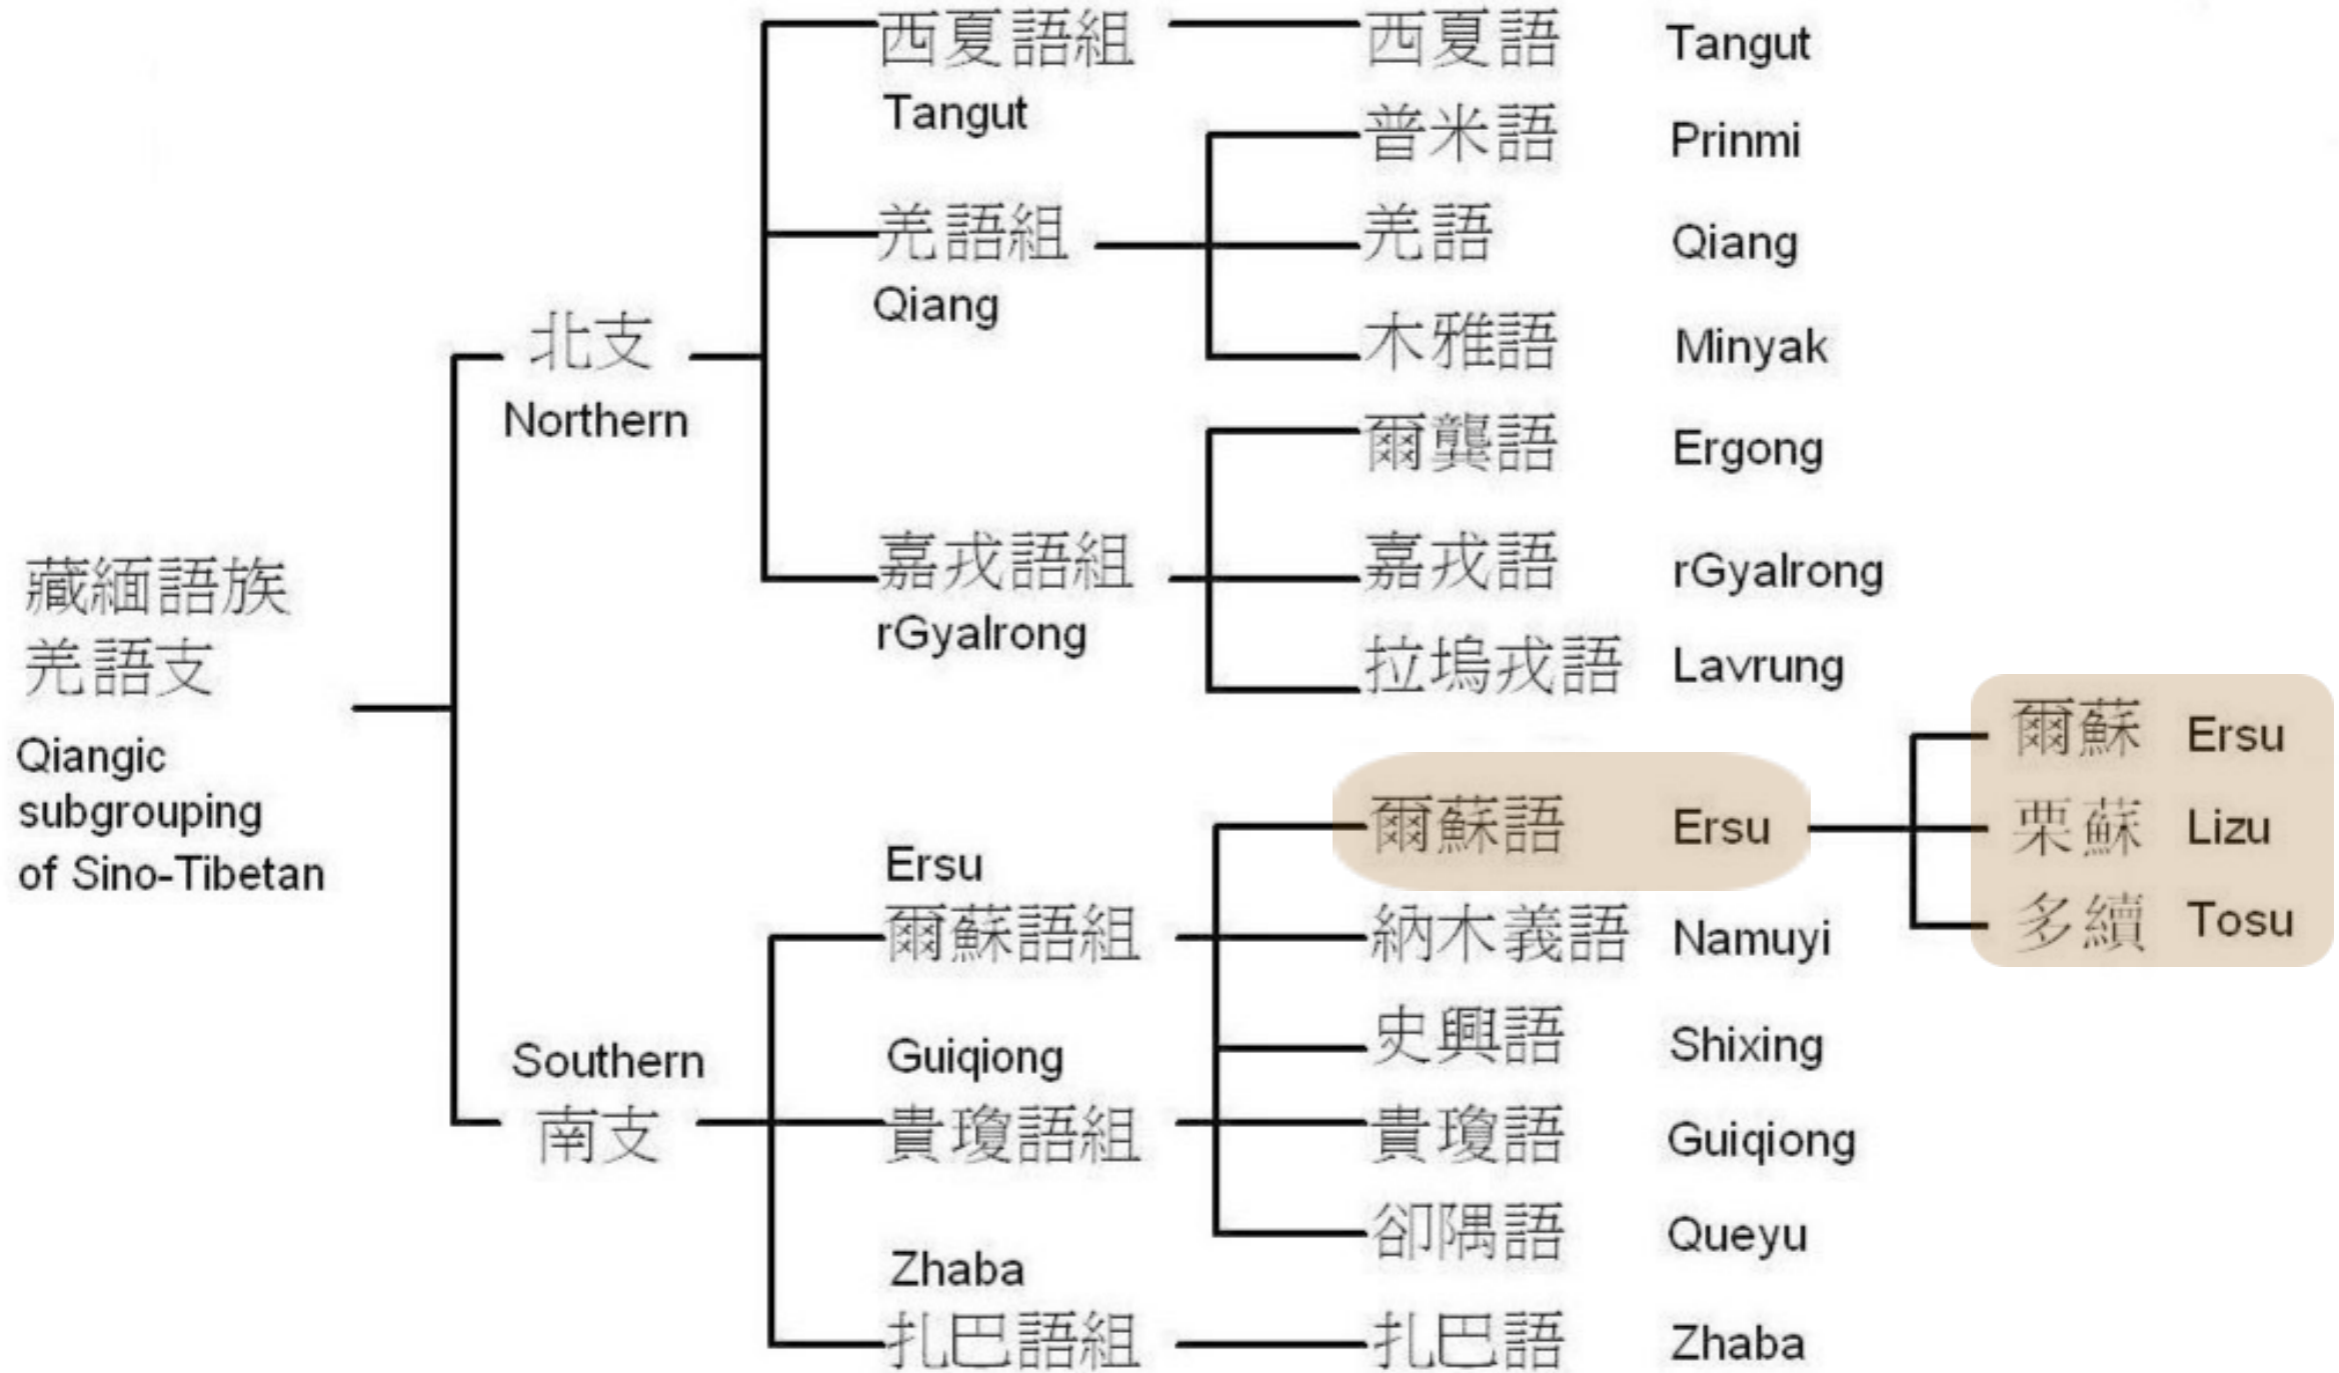 藏緬語族
羌語支
Qiangic
subgrouping
of Sino-Tibetan
北支
Northern
Southern
南支
西夏語組
Tangut
羌語組
Qiang
嘉戎語組
rGyalrong
Ersu
爾蘇語組
Guiqiong
貴瓊語組
Zhaba
扎巴語組
西夏語 Tangut
普米語 Prinmi
羌語 Qiang
木雅語 Minyak
爾龔語 Ergong
嘉戎語 rGyalrong
拉塢戎語 Lavrung
爾蘇語 Ersu
納木義語 Namuyi
史興語 Shixing
貴瓊語 Guiqiong
卻隅語 Queyu
扎巴語 Zhaba
爾蘇 Ersu
栗蘇 Lizu
多續 Tosu